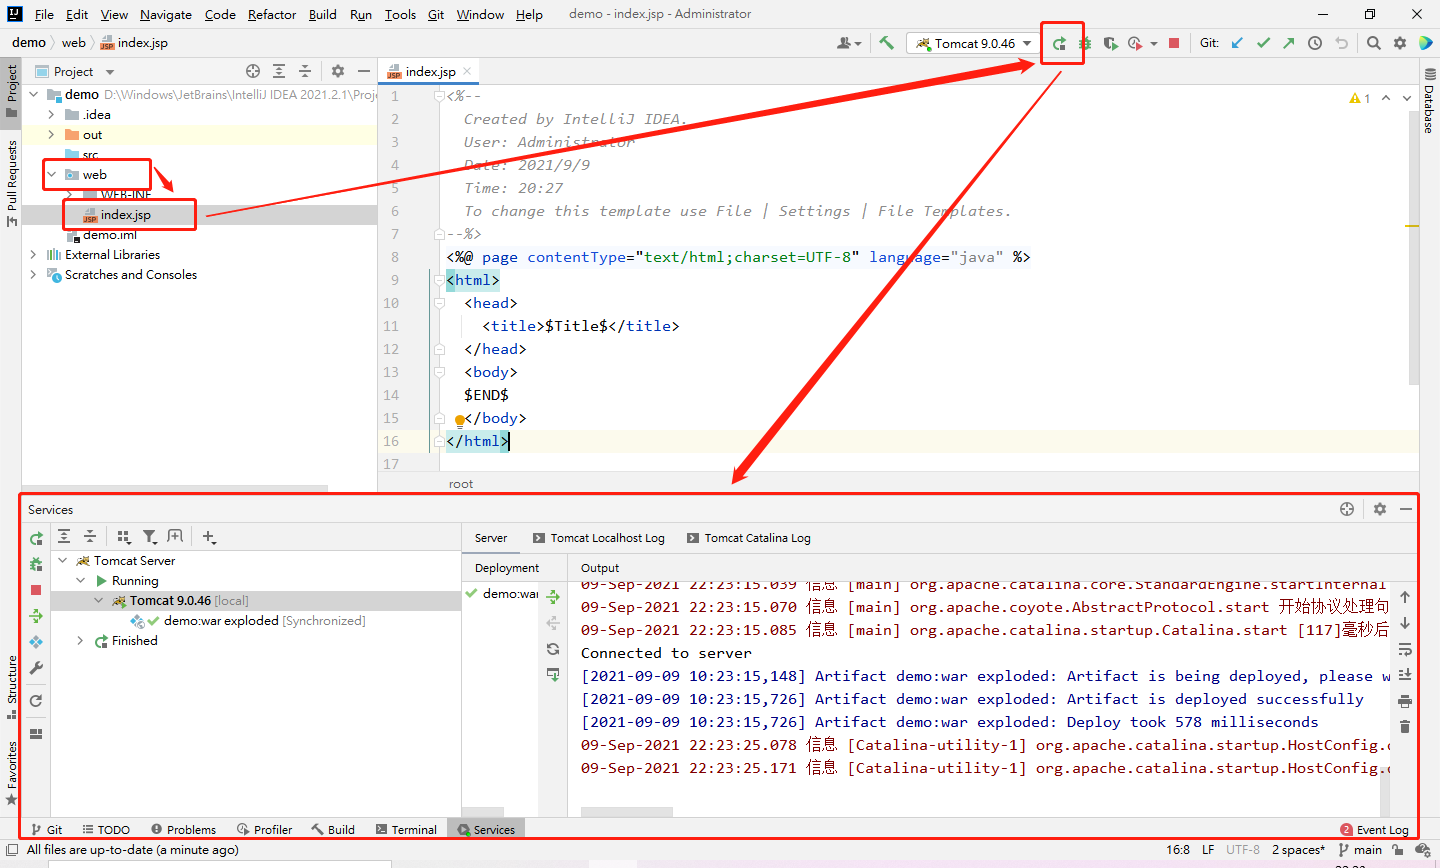 File Edit View Navigate Code Refactor Build Run Tools Git Window Help demo - index.jsp - Administrator
demo web index.jsp Tomcat 9.0.46 Git:
Project
index.jsp
demo D:\Windows\JetBrains\IntelliJ IDEA 2021.2.1\Proje
.idea
out
src
web
WEB-INF
index.jsp
demo.iml
External Libraries
Scratches and Consoles
Project
Pull Requests
Structure
Favorites
1 <%--
2 Created by IntelliJ IDEA.
3 User: Administrator
4 Date: 2021/9/9
5 Time: 20:27
6 To change this template use File | Settings | File Templates.
7 --%>
8 <%@ page contentType="text/html;charset=UTF-8" language="java" %>
9 <html>
10 <head>
11 <title>$Title$</title>
12 </head>
13 <body>
14 $END$
15 </body>
16 </html>
17
1
Database
root
Services
Tomcat Server
Running
Tomcat 9.0.46 [local]
demo:war exploded [Synchronized]
Finished
Server Tomcat Localhost Log Tomcat Catalina Log
Deployment Output
demo:war
09-Sep-2021 22:23:15.039 信息 [main] org.apache.catalina.core.StandardEngine.startInternal
09-Sep-2021 22:23:15.070 信息 [main] org.apache.coyote.AbstractProtocol.start 开始协议处理句
09-Sep-2021 22:23:15.085 信息 [main] org.apache.catalina.startup.Catalina.start [117]毫秒后
Connected to server
[2021-09-09 10:23:15,148] Artifact demo:war exploded: Artifact is being deployed, please w
[2021-09-09 10:23:15,726] Artifact demo:war exploded: Artifact is deployed successfully
[2021-09-09 10:23:15,726] Artifact demo:war exploded: Deploy took 578 milliseconds
09-Sep-2021 22:23:25.078 信息 [Catalina-utility-1] org.apache.catalina.startup.HostConfig.d
09-Sep-2021 22:23:25.171 信息 [Catalina-utility-1] org.apache.catalina.startup.HostConfig.d
Git TODO Problems Profiler Build Terminal Services 2 Event Log
All files are up-to-date (a minute ago) 16:8 LF UTF-8 2 spaces* main